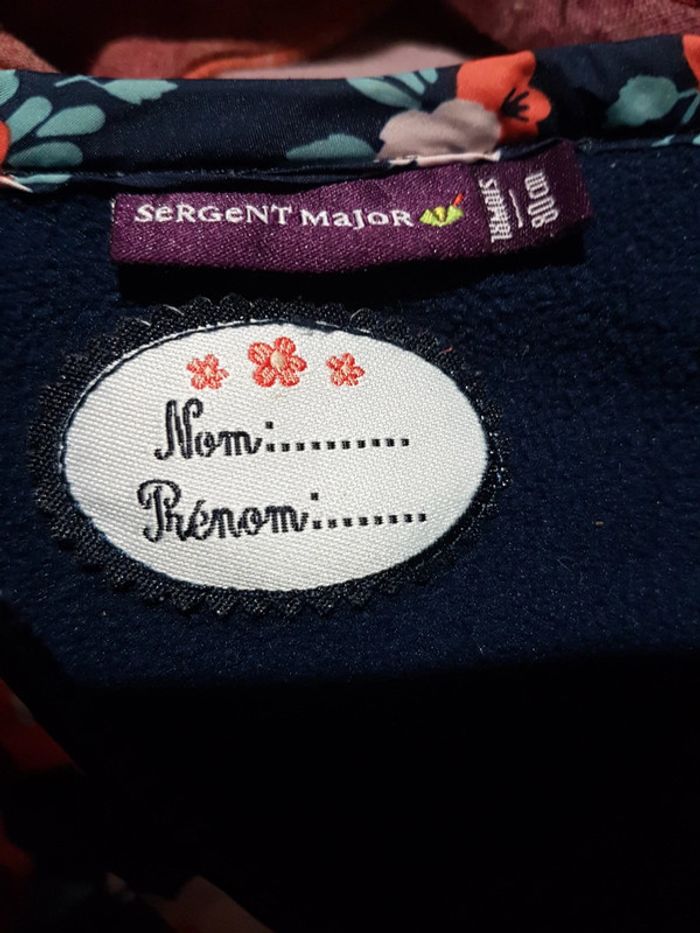 SeRGeNT MaJOR
Nom:..........
Prénom:........